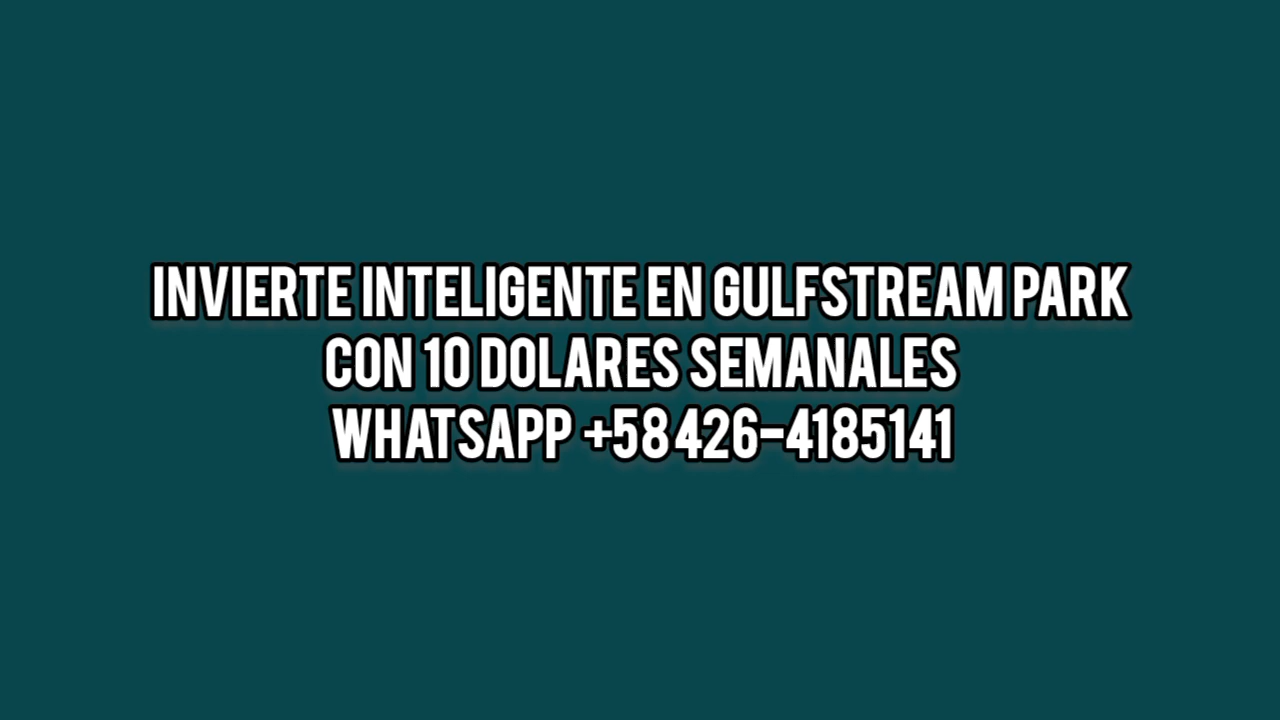 INVIERTE INTELIGENTE EN GULFSTREAM PARK
CON 10 DOLARES SEMANALES
WHATSAPP +58 426-4185141